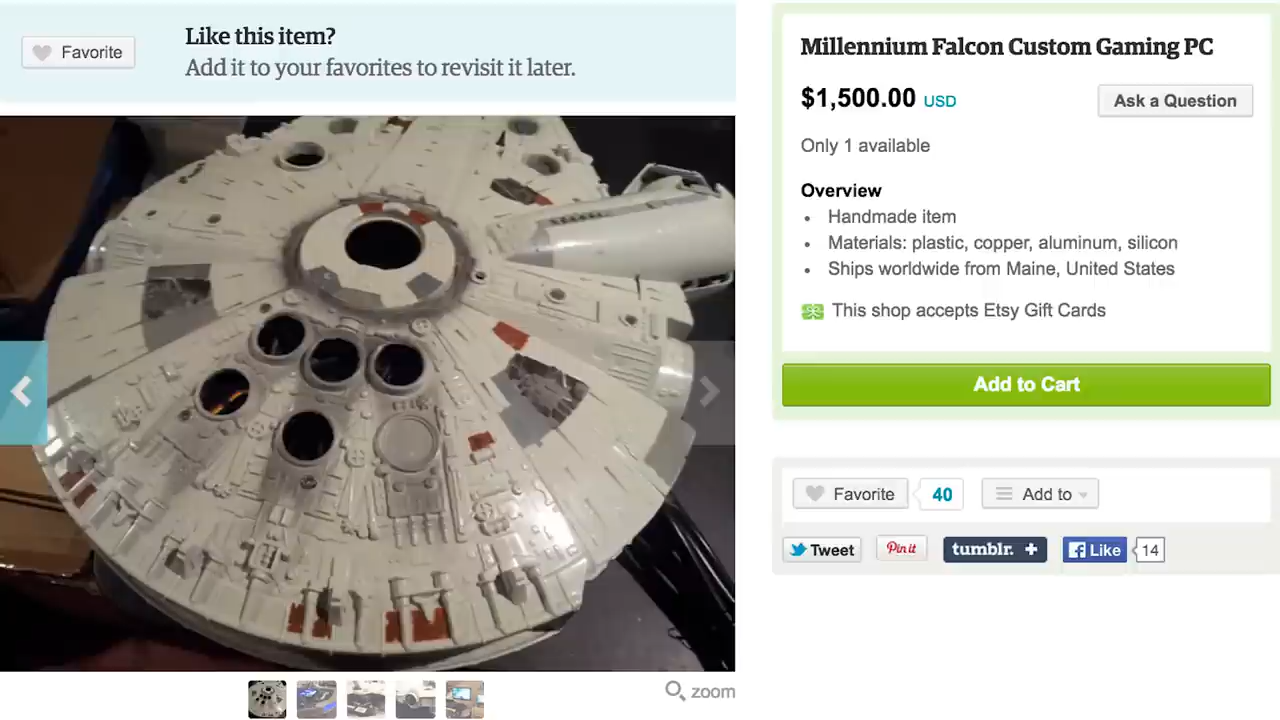 Favorite
Like this item?
Add it to your favorites to revisit it later.
zoom
Millennium Falcon Custom Gaming PC
$1,500.00 USD
Ask a Question
Only 1 available
Overview
Handmade item
Materials: plastic, copper, aluminum, silicon
Ships worldwide from Maine, United States
This shop accepts Etsy Gift Cards
Add to Cart
Favorite 40 Add to
Tweet Pinit tumblr. + Like 14